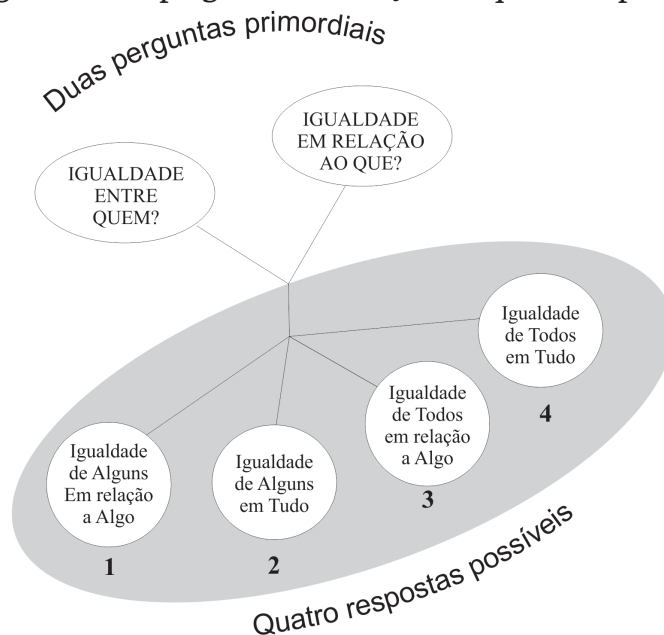 Duas perguntas primordiais
IGUALDADE
EM RELAÇÃO
AO QUE?
IGUALDADE
ENTRE
QUEM?
Igualdade
de Todos
em Tudo
4
Igualdade
de Todos
em relação
a Algo
3
Igualdade
de Alguns
em Tudo
2
Igualdade
de Alguns
Em relação
a Algo
1
Quatro respostas possíveis